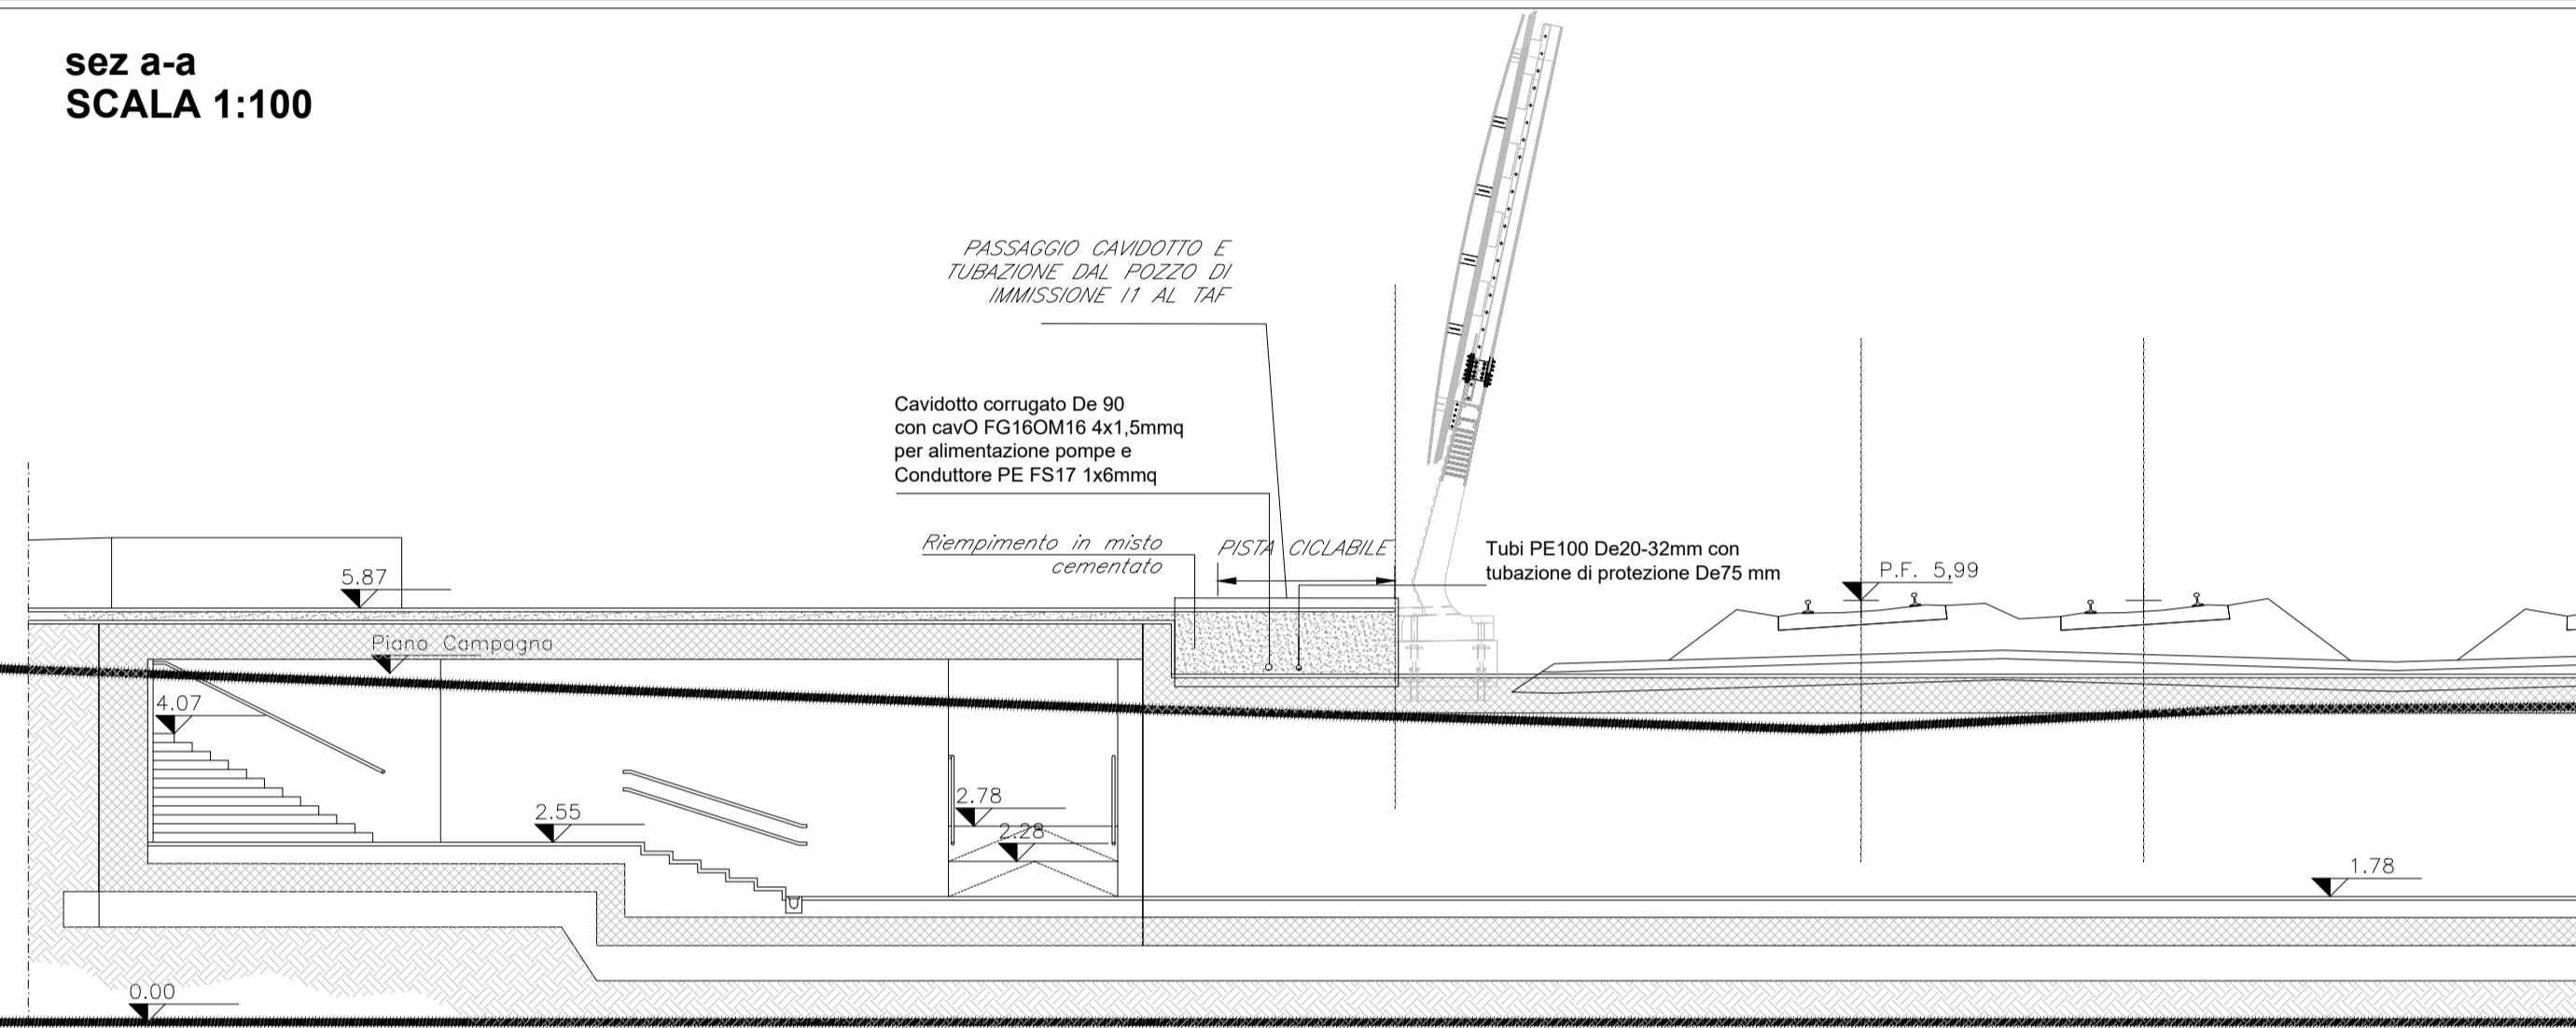 sez a-a
SCALA 1:100
PASSAGGIO CAVIDOTTO E
TUBAZIONE DAL POZZO DI
IMMISSIONE I1 AL TAF
Cavidotto corrugato De 90
con cavO FG16OM16 4x1,5mmq
per alimentazione pompe e
Conduttore PE FS17 1x6mmq
Riempimento in misto
cementato
PISTA CICLABILE
Tubi PE100 De20-32mm con
tubazione di protezione De75 mm
P.F. 5,99
5.87
Piano Campagna
4.07
2.55
2.78
2.28
1.78
0.00